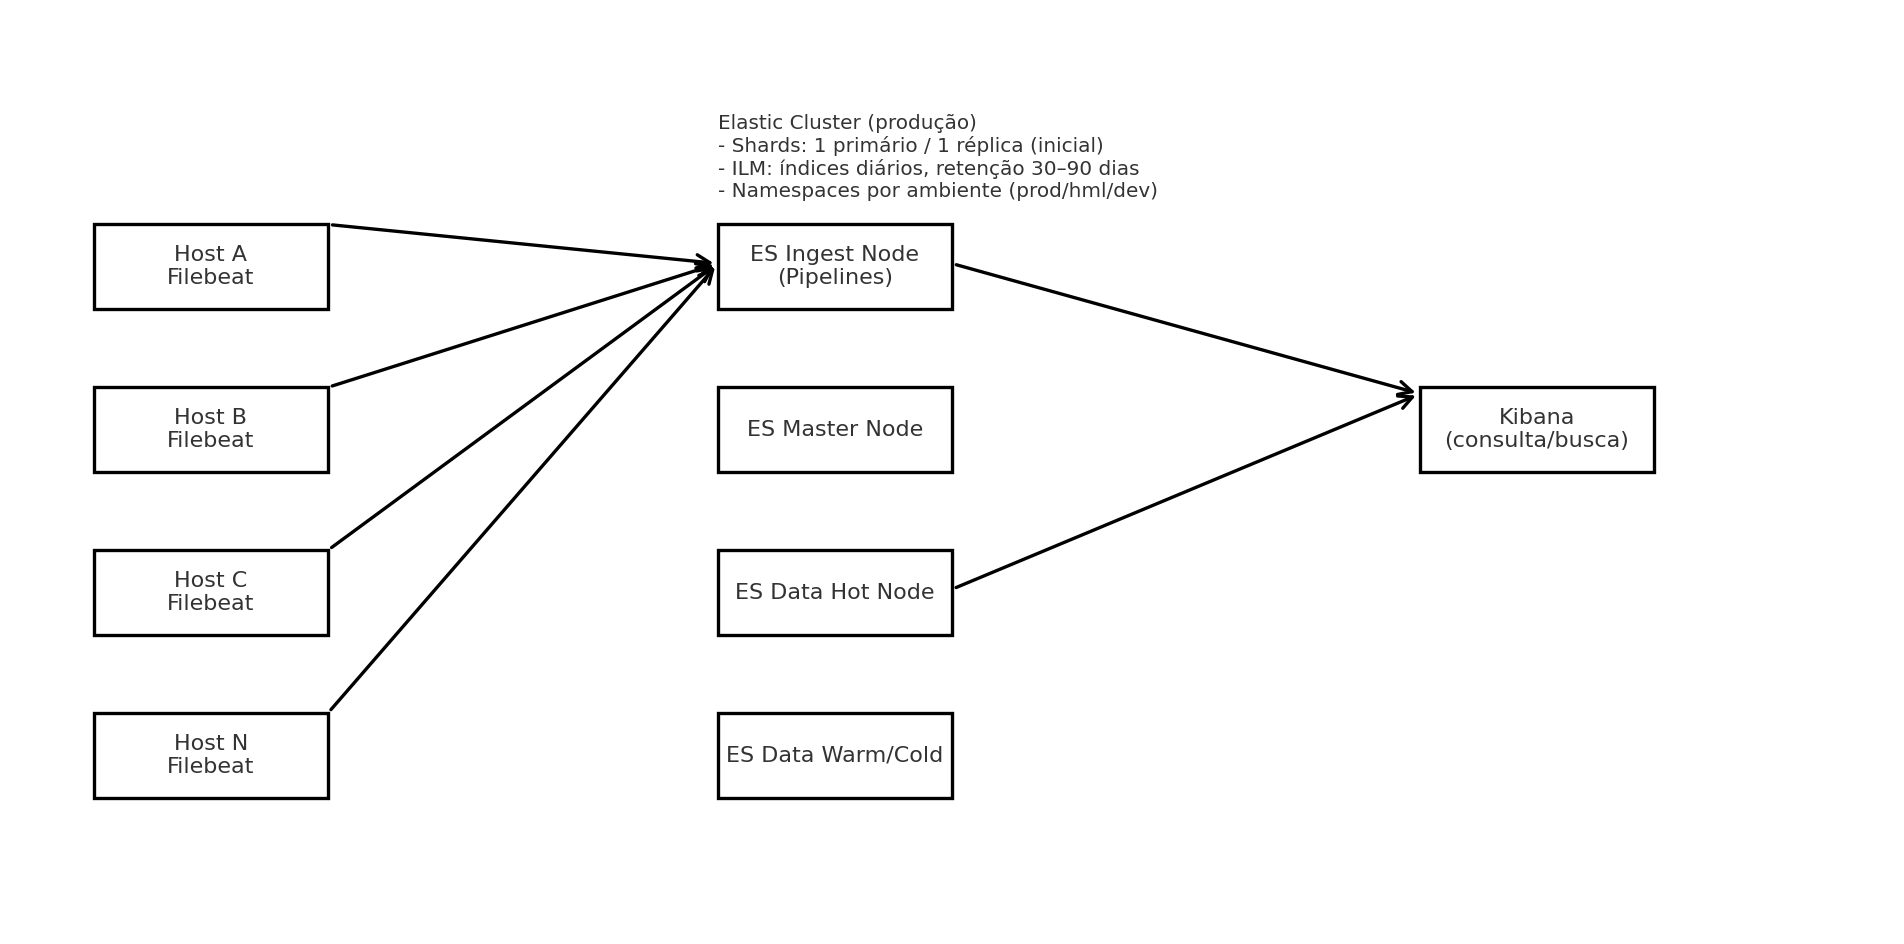 Elastic Cluster (produção)
- Shards: 1 primário / 1 réplica (inicial)
- ILM: índices diários, retenção 30–90 dias
- Namespaces por ambiente (prod/hml/dev)
Host A
Filebeat
ES Ingest Node
(Pipelines)
Host B
Filebeat
ES Master Node
Kibana
(consulta/busca)
Host C
Filebeat
ES Data Hot Node
Host N
Filebeat
ES Data Warm/Cold